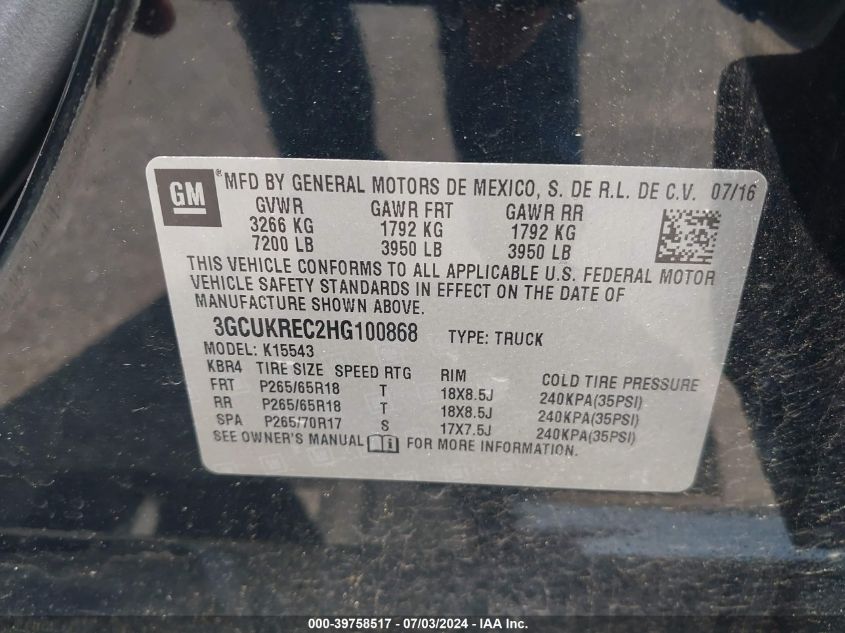 GM ® MFD BY GENERAL MOTORS DE MEXICO, S. DE R.L. DE C.V. 07/16
GVWR GAWR FRT GAWR RR
3266 KG 1792 KG 1792 KG
7200 LB 3950 LB 3950 LB
THIS VEHICLE CONFORMS TO ALL APPLICABLE U.S. FEDERAL MOTOR
VEHICLE SAFETY STANDARDS IN EFFECT ON THE DATE OF
MANUFACTURE SHOWN ABOVE.
3GCUKREC2HG100868 TYPE: TRUCK
MODEL: K15543
KBR4 TIRE SIZE SPEED RTG RIM COLD TIRE PRESSURE
FRT P265/65R18 T 18X8.5J 240KPA(35PSI)
RR P265/65R18 T 18X8.5J 240KPA(35PSI)
SPA P265/70R17 S 17X7.5J 240KPA(35PSI)
SEE OWNER'S MANUAL i FOR MORE INFORMATION.
000-39758517 - 07/03/2024 - IAA Inc.